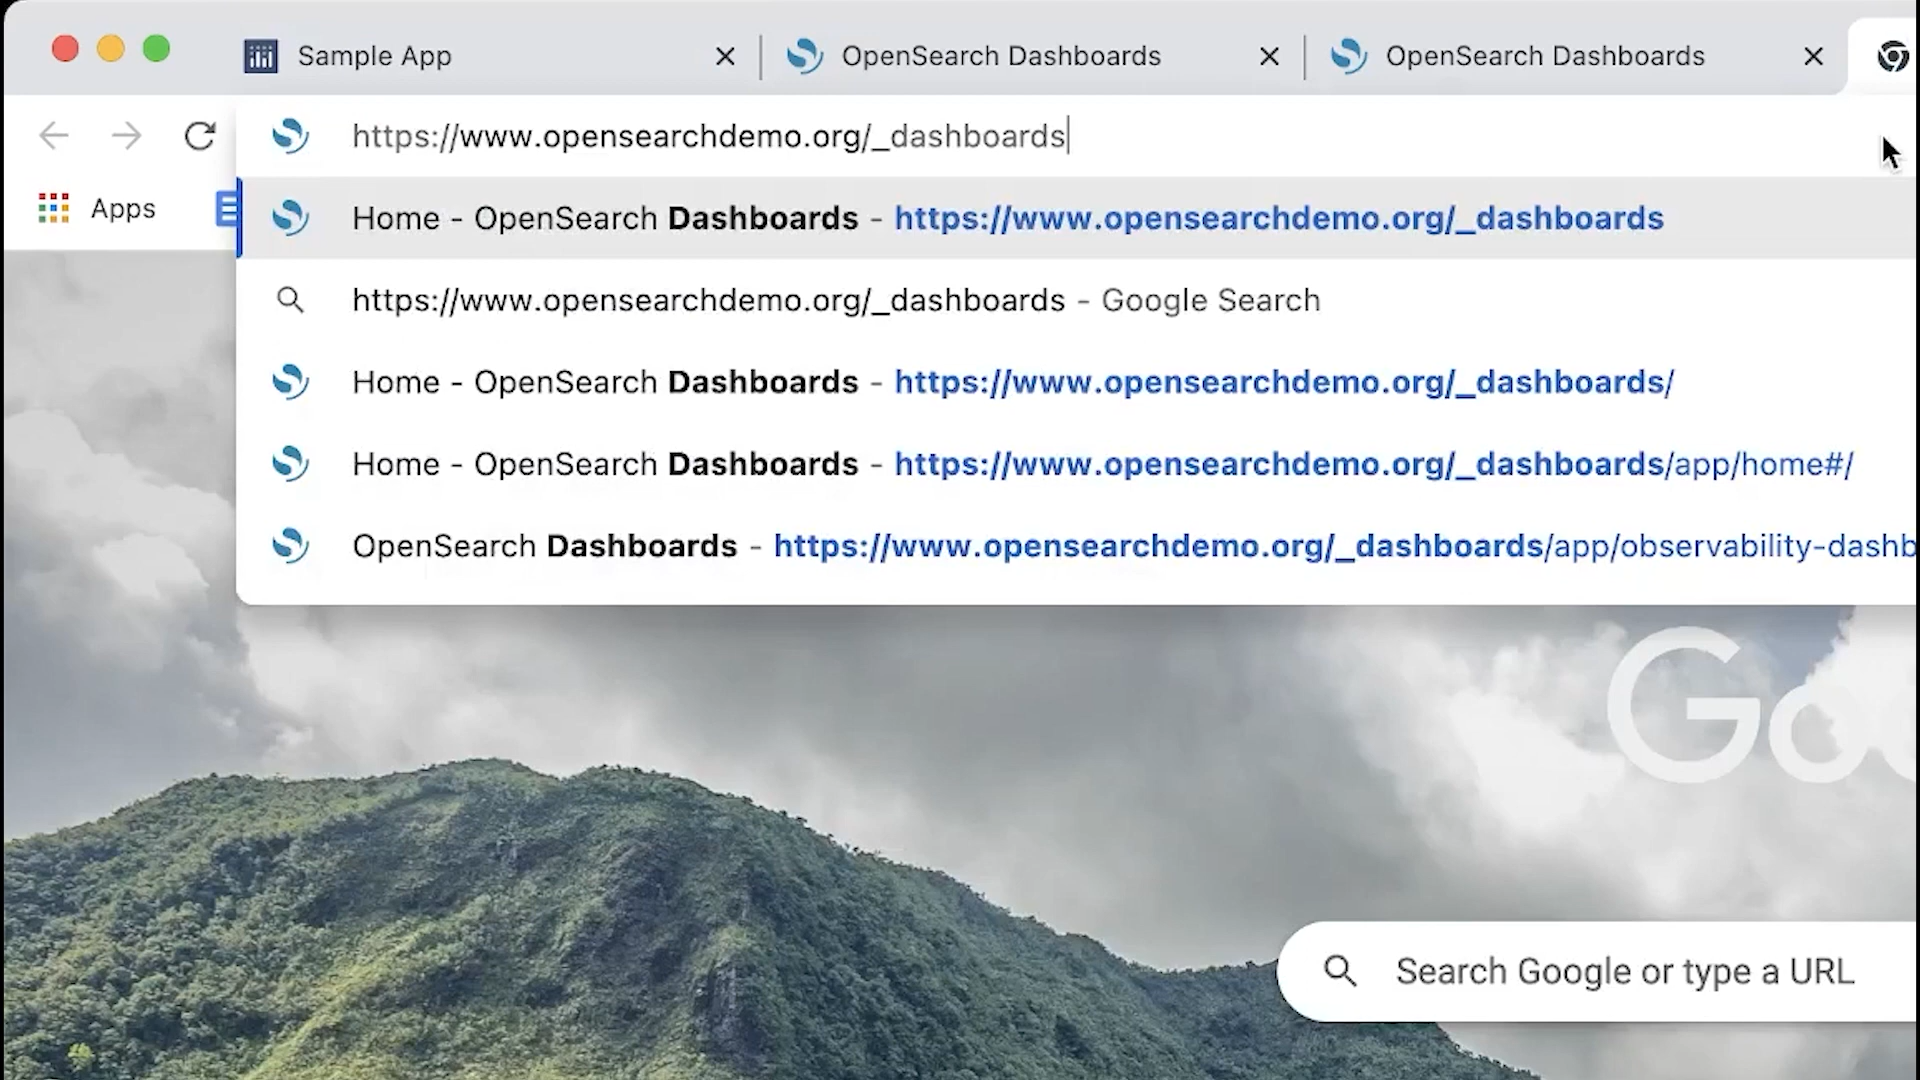 Sample App
OpenSearch Dashboards
OpenSearch Dashboards
https://www.opensearchdemo.org/_dashboards
Apps
Home - OpenSearch Dashboards - https://www.opensearchdemo.org/_dashboards
https://www.opensearchdemo.org/_dashboards - Google Search
Home - OpenSearch Dashboards - https://www.opensearchdemo.org/_dashboards/
Home - OpenSearch Dashboards - https://www.opensearchdemo.org/_dashboards/app/home#/
OpenSearch Dashboards - https://www.opensearchdemo.org/_dashboards/app/observability-dashb
Go
Search Google or type a URL